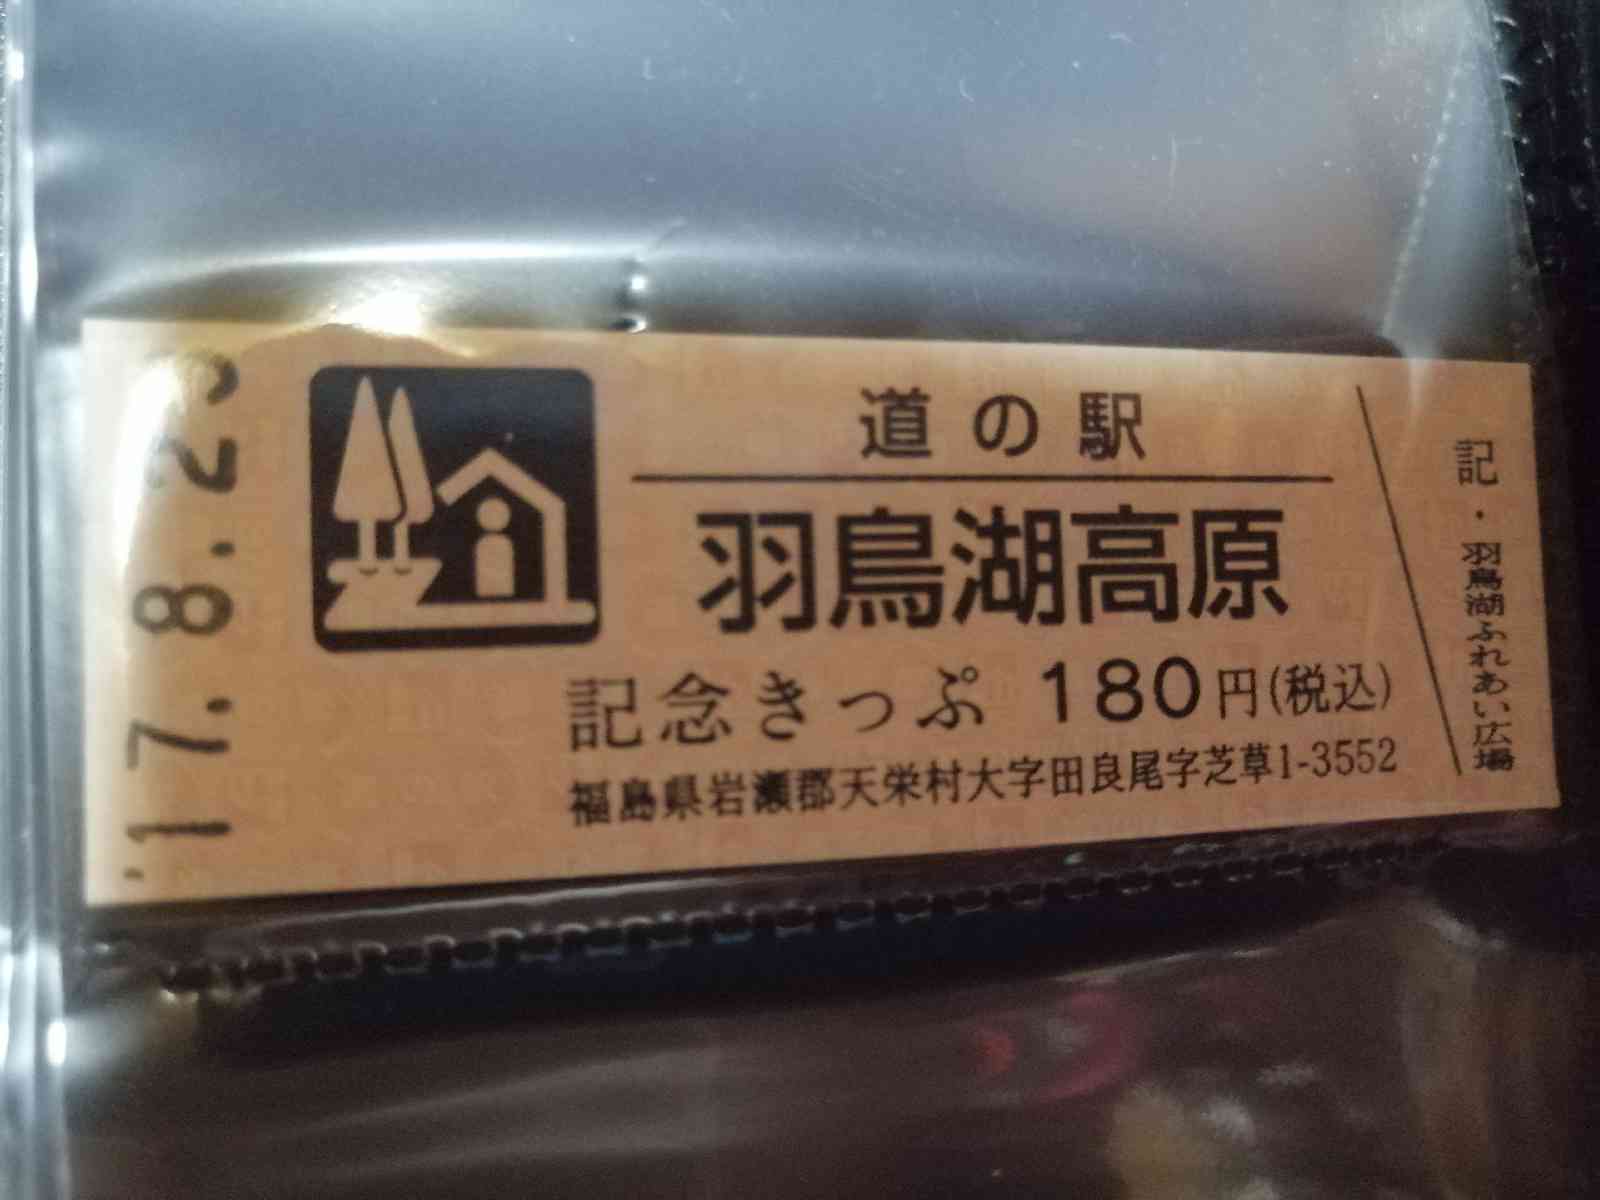 '17.8.23
道の駅
羽鳥湖高原
記念きっぷ 180円(税込)
福島県岩瀬郡天栄村大字田良尾字芝草1-3552
記・羽鳥湖ふれあい広場